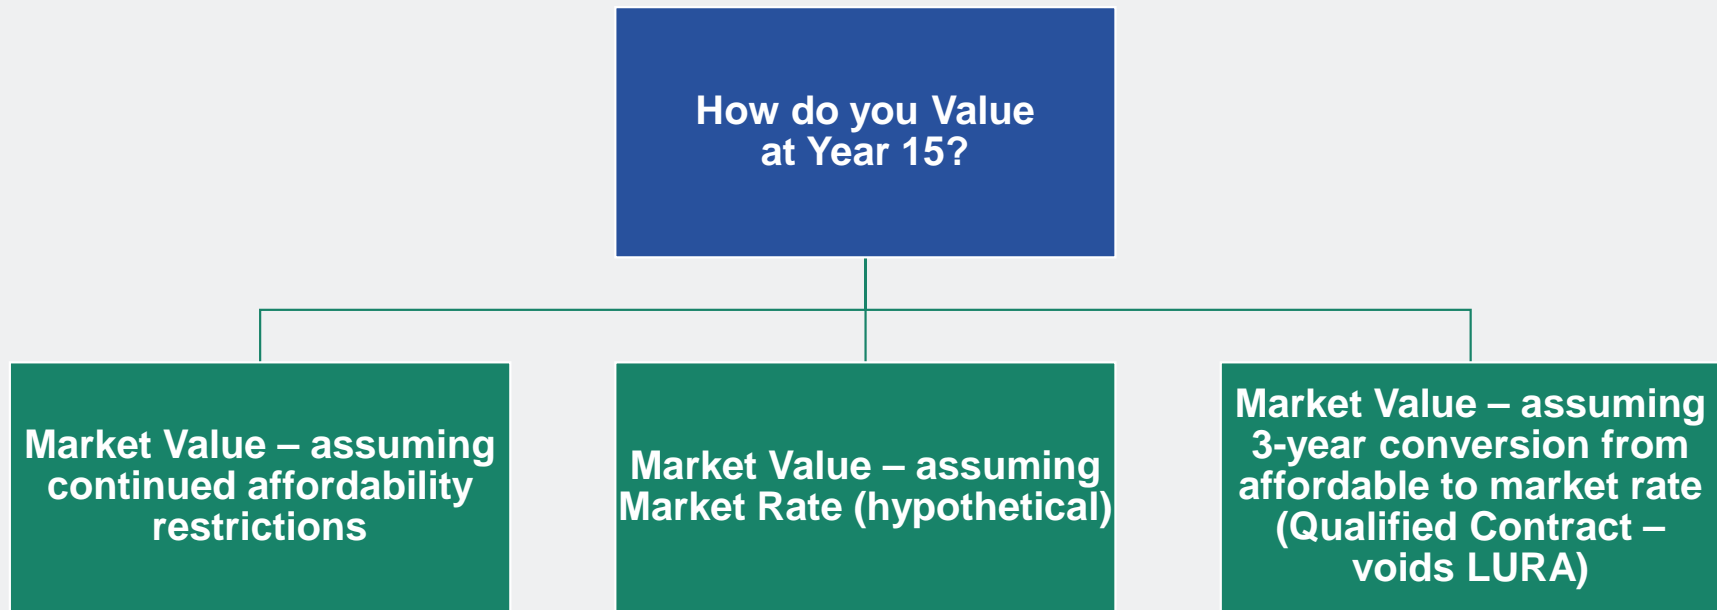 How do you Value
at Year 15?
Market Value – assuming
continued affordability
restrictions
Market Value – assuming
Market Rate (hypothetical)
Market Value – assuming
3-year conversion from
affordable to market rate
(Qualified Contract –
voids LURA)